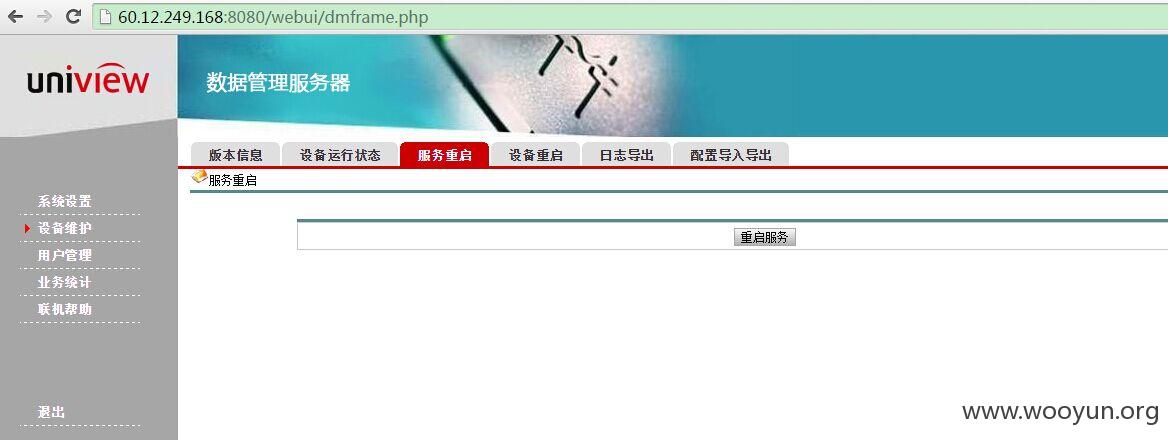 60.12.249.168:8080/webui/dmframe.php
uniview
数据管理服务器
版本信息 设备运行状态 服务重启 设备重启 日志导出 配置导入导出
服务重启
系统设置
设备维护
用户管理
业务统计
联机帮助
重启服务
退出
www.wooyun.org